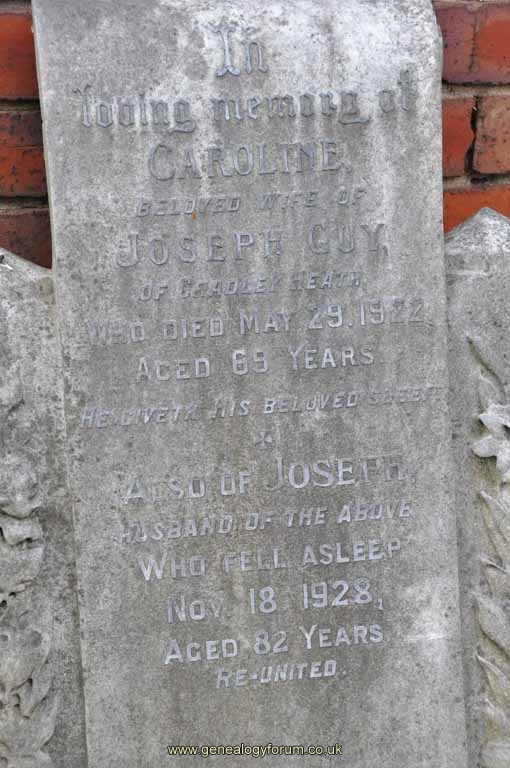 In
loving memory of
CAROLINE,
BELOVED WIFE OF
JOSEPH GUY,
OF CRADLEY HEATH,
WHO DIED MAY 29. 1922,
AGED 69 YEARS.
HE GIVETH HIS BELOVED SLEEP.
ALSO OF JOSEPH,
HUSBAND OF THE ABOVE
WHO FELL ASLEEP
NOV. 18 1928,
AGED 82 YEARS
RE-UNITED.
www.genealogyforum.co.uk